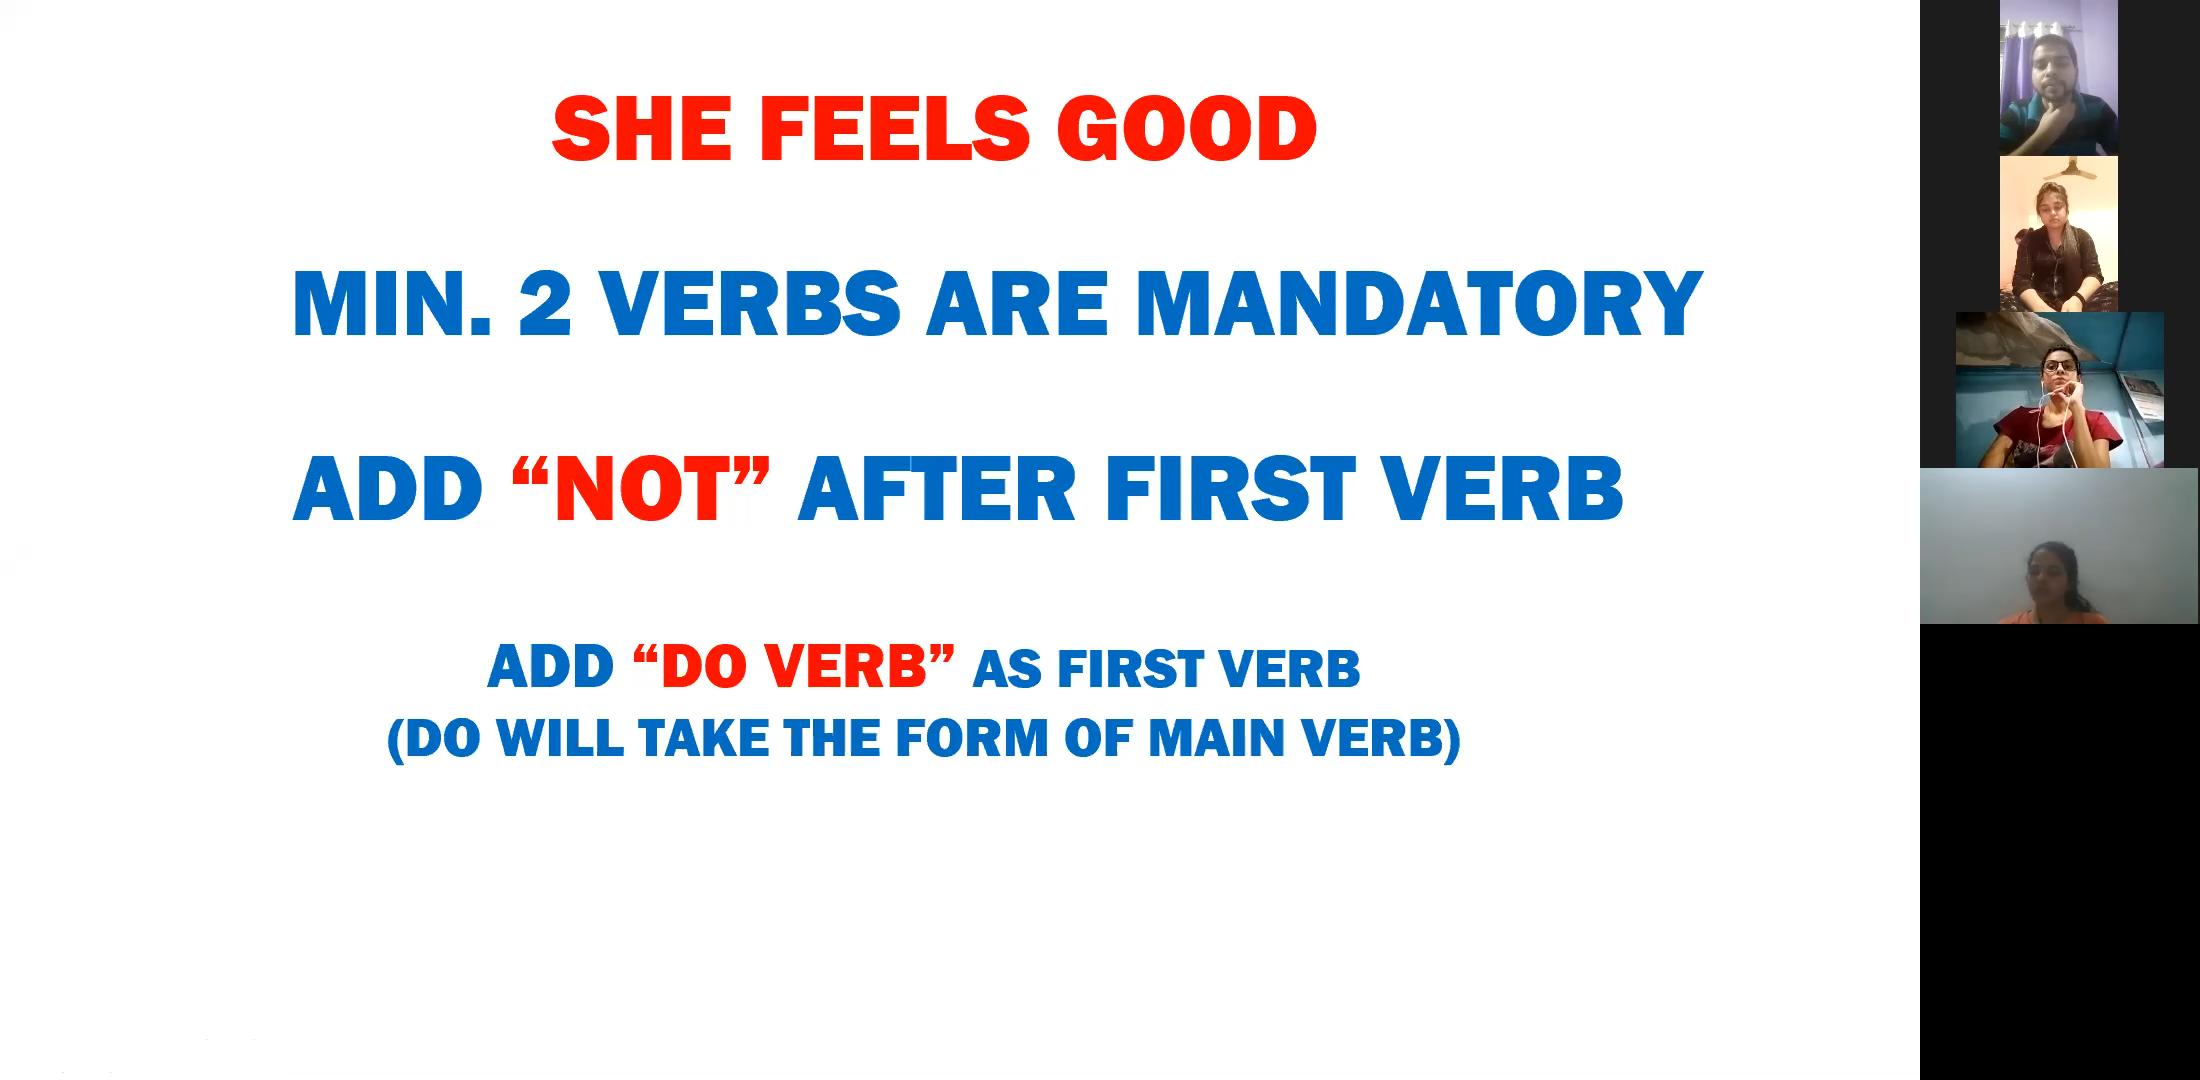 SHE FEELS GOOD
MIN. 2 VERBS ARE MANDATORY
ADD “NOT” AFTER FIRST VERB
ADD “DO VERB” AS FIRST VERB
(DO WILL TAKE THE FORM OF MAIN VERB)